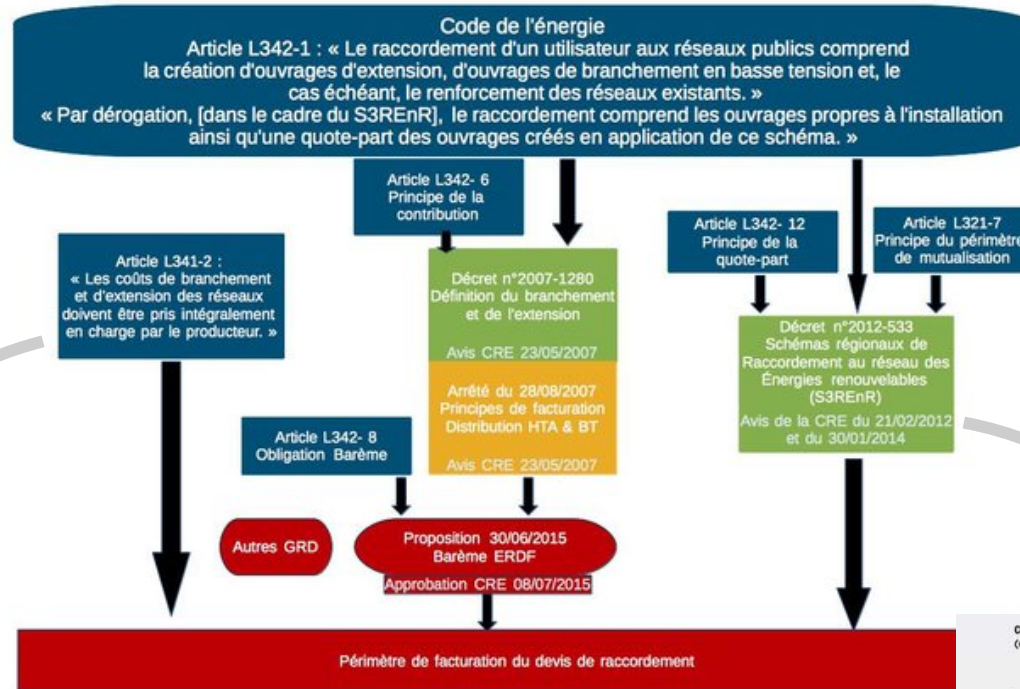 Code de l'énergie
Article L342-1 : « Le raccordement d'un utilisateur aux réseaux publics comprend
la création d'ouvrages d'extension, d'ouvrages de branchement en basse tension et, le
cas échéant, le renforcement des réseaux existants. »
« Par dérogation, [dans le cadre du S3REnR], le raccordement comprend les ouvrages propres à l'installation
ainsi qu'une quote-part des ouvrages créés en application de ce schéma. »
Article L342- 6
Principe de la
contribution
Article L342- 12
Principe de la
quote-part
Article L321-7
Principe du périmètre
de mutualisation
Article L341-2 :
« Les coûts de branchement
et d'extension des réseaux
doivent être pris intégralement
en charge par le producteur. »
Décret n°2007-1280
Définition du branchement
et de l'extension
Avis CRE 23/05/2007
Décret n°2012-533
Schémas régionaux de
Raccordement au réseau des
Énergies renouvelables
(S3REnR)
Avis de la CRE du 21/02/2012
et du 30/01/2014
Arrêté du 28/08/2007
Principes de facturation
Distribution HTA & BT
Avis CRE 23/05/2007
Article L342- 8
Obligation Barème
Autres GRD
Proposition 30/06/2015
Barème ERDF
Approbation CRE 08/07/2015
Périmètre de facturation du devis de raccordement